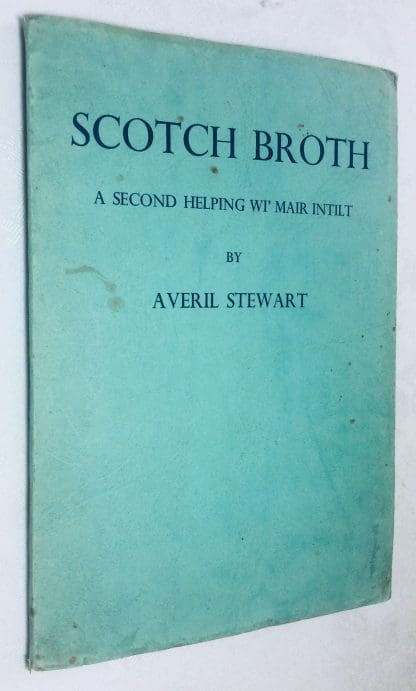 SCOTCH BROTH
A SECOND HELPING WI' MAIR INTILT
BY
AVERIL STEWART